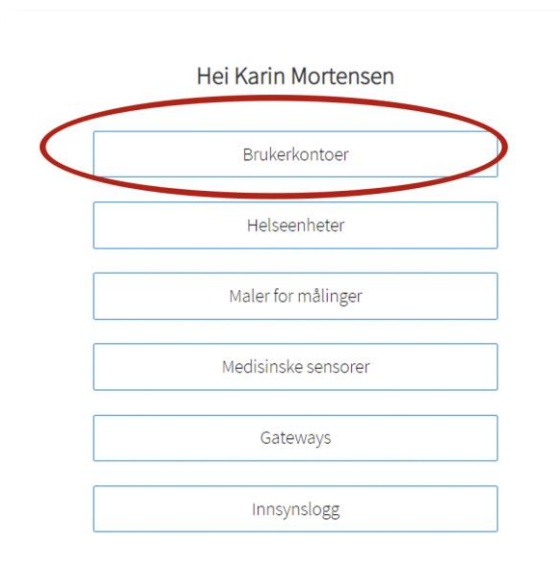 Hei Karin Mortensen
Brukerkontoer
Helseenheter
Maler for målinger
Medisinske sensorer
Gateways
Innsynslogg